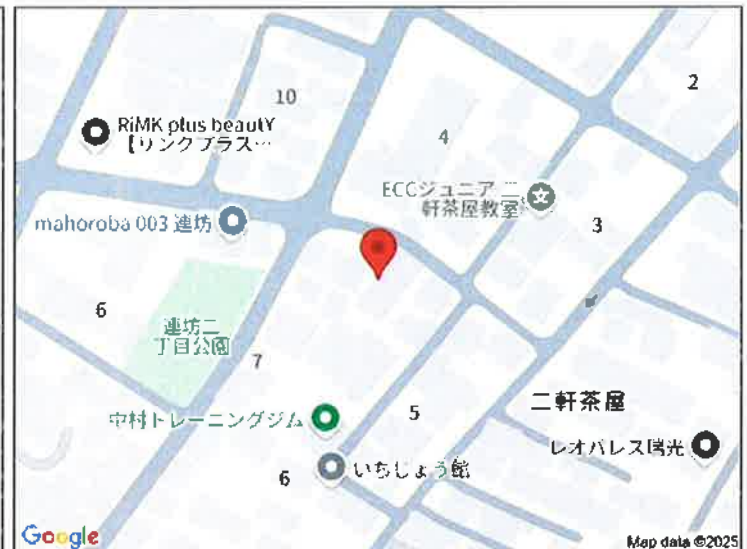 2
10
RiMK plus beautY
【リンクプラス…
4
ECCジュニア 二
軒茶屋教室
mahoroba 003 連坊
3
6
連坊二
丁目公園
7
中村トレーニングジム
5
二軒茶屋
レオパレス陽光
6
いちじょう館
Google
Map data ©2025